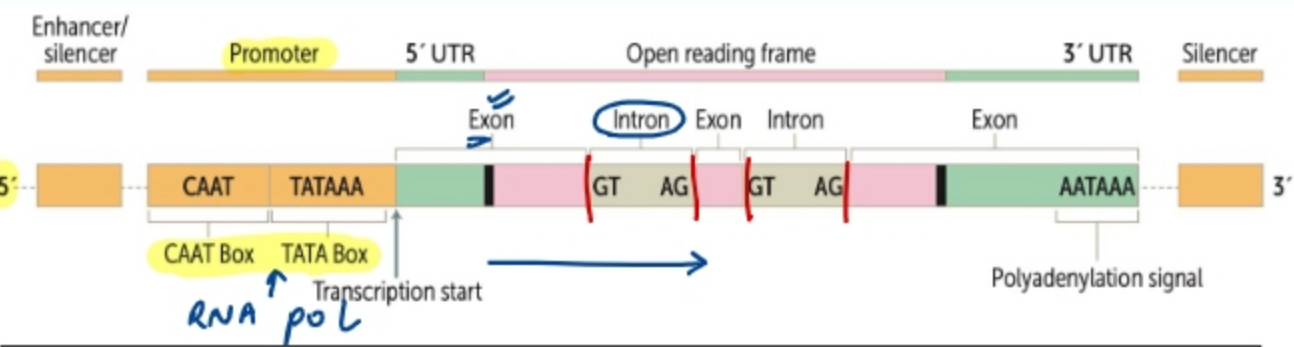 Enhancer/
silencer
Promoter
5´ UTR
Open reading frame
3´ UTR
Silencer
Exon
Intron
Exon
Intron
Exon
5´
CAAT
TATAAA
GT
AG
GT
AG
AATAAA
3´
CAAT Box
TATA Box
Transcription start
Polyadenylation signal
RNA pol